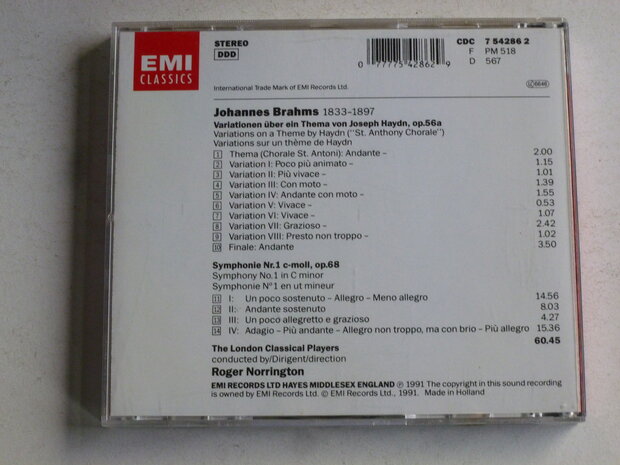 EMI
CLASSICS
STEREO
DDD
0 77775 42862 9
CDC 7 54286 2
F PM 518
D 567
International Trade Mark of EMI Records Ltd.
Johannes Brahms 1833-1897
Variationen über ein Thema von Joseph Haydn, op.56a
Variations on a Theme by Haydn ("St. Anthony Chorale")
Variations sur un thème de Haydn
1 Thema (Chorale St. Antoni): Andante – 2.00
2 Variation I: Poco più animato – 1.15
3 Variation II: Più vivace – 1.01
4 Variation III: Con moto – 1.39
5 Variation IV: Andante con moto – 1.55
6 Variation V: Vivace – 0.53
7 Variation VI: Vivace – 1.07
8 Variation VII: Grazioso – 2.42
9 Variation VIII: Presto non troppo – 1.02
10 Finale: Andante 3.50
Symphonie Nr.1 c-moll, op.68
Symphony No.1 in C minor
Symphonie N°1 en ut mineur
11 I: Un poco sostenuto – Allegro – Meno allegro 14.56
12 II: Andante sostenuto 8.03
13 III: Un poco allegretto e grazioso 4.27
14 IV: Adagio – Più andante – Allegro non troppo, ma con brio – Più allegro 15.36
60.45
The London Classical Players
conducted by/Dirigent/direction
Roger Norrington
EMI RECORDS LTD HAYES MIDDLESEX ENGLAND ℗ 1991 The copyright in this sound recording
is owned by EMI Records Ltd. © EMI Records Ltd., 1991. Made in Holland